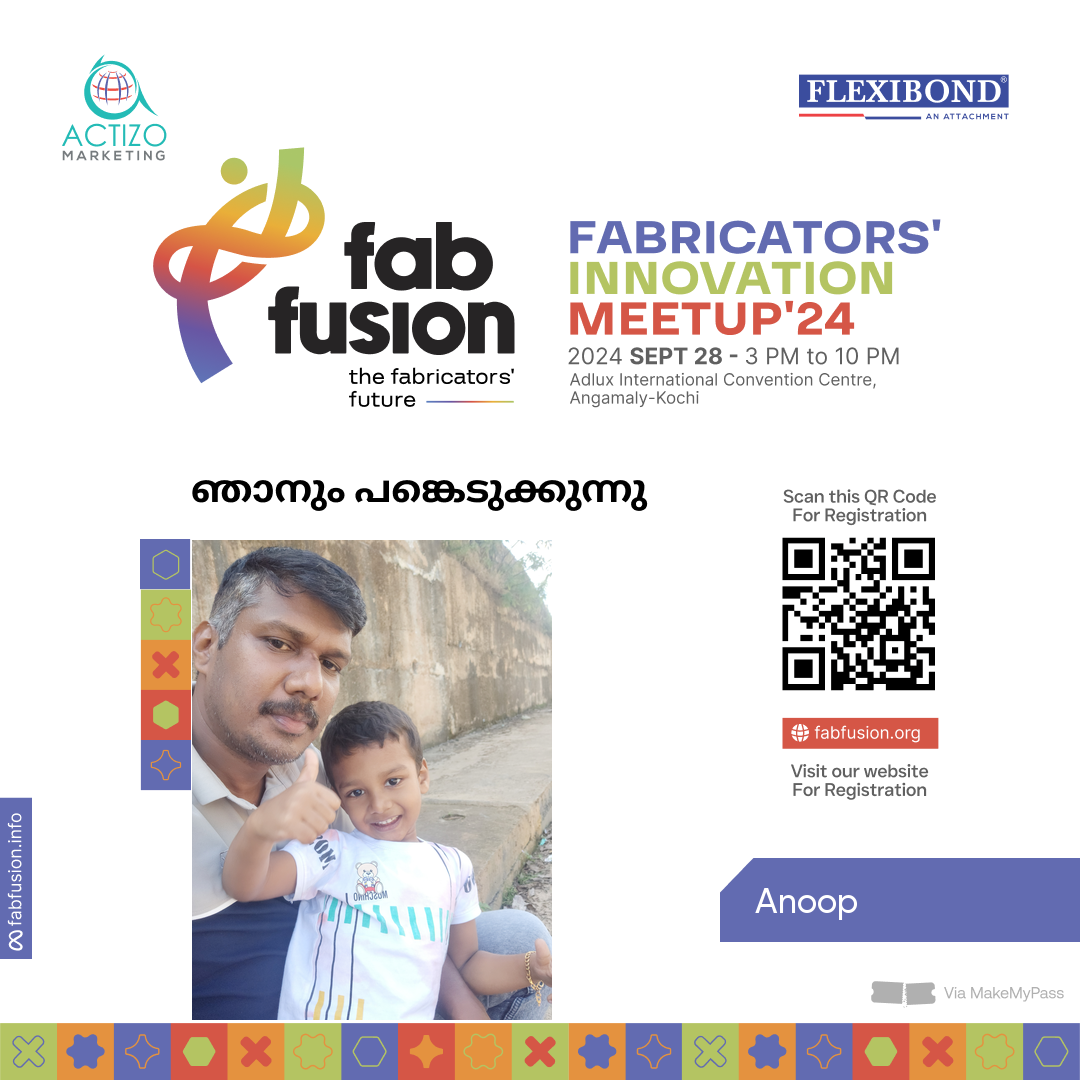 ACTIZO
MARKETING
FLEXIBOND®
AN ATTACHMENT
fab
fusion
the fabricators'
future
FABRICATORS'
INNOVATION
MEETUP'24
2024 SEPT 28 - 3 PM to 10 PM
Adlux International Convention Centre,
Angamaly-Kochi
ഞാനും പങ്കെടുക്കുന്നു
Scan this QR Code
For Registration
fabfusion.org
Visit our website
For Registration
MOSCHINO
fabfusion.info
Anoop
Via MakeMyPass